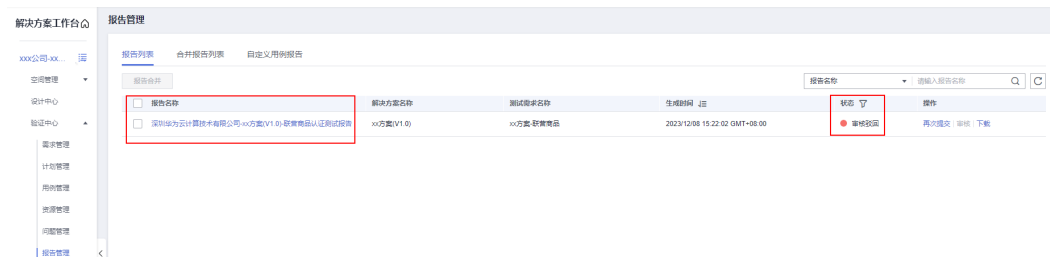 解决方案工作台
报告管理
xxx公司-xx...
空间管理
设计中心
验证中心
需求管理
计划管理
用例管理
资源管理
问题管理
报告管理
报告列表 合并报告列表 自定义用例报告
报告合并
报告名称 请输入报告名称
报告名称 解决方案名称 测试需求名称 生成时间 状态 操作
深圳华为云计算技术有限公司-xx方案(V1.0)-联营商品认证测试报告 xx方案(V1.0) xx方案-联营商品 2023/12/08 15:22:02 GMT+08:00 审核驳回 再次提交 审核 下载